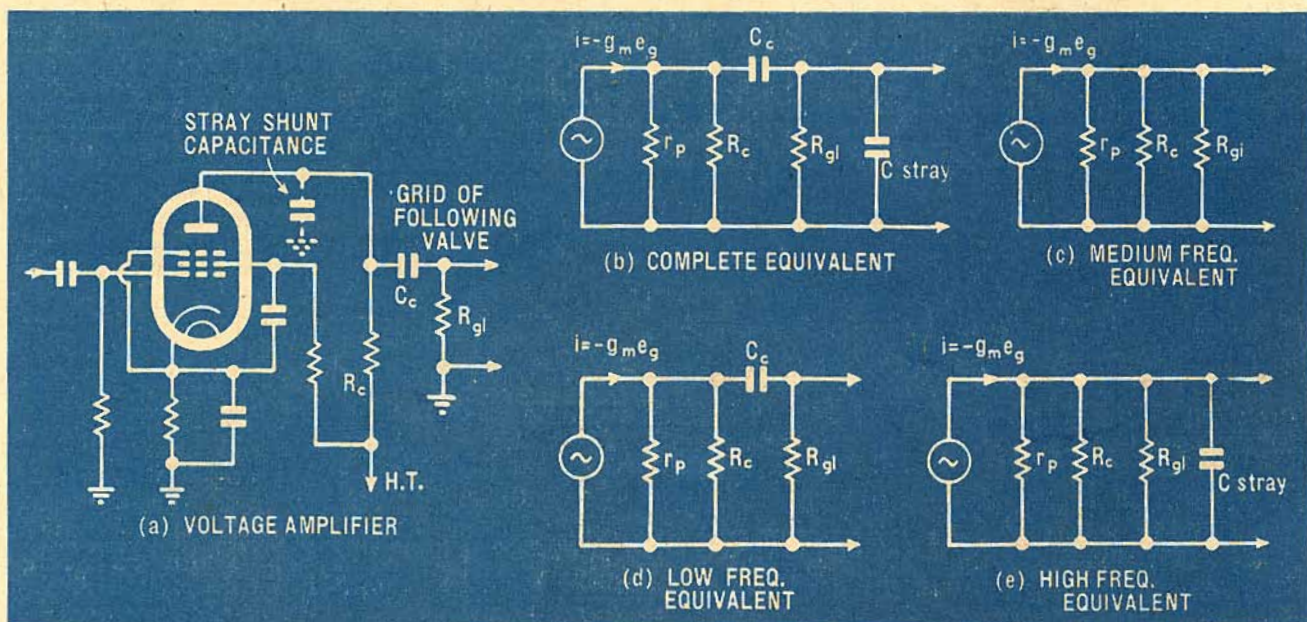 STRAY SHUNT
CAPACITANCE
GRID OF
FOLLOWING
VALVE
Cc
Rgl
Rc
H.T.
(a) VOLTAGE AMPLIFIER
i=-gmeg
Cc
rp
Rc
Rgl
C stray
(b) COMPLETE EQUIVALENT
i=-gmeg
rp
Rc
Rgi
(c) MEDIUM FREQ.
EQUIVALENT
i=-gmeg
Cc
rp
Rc
Rgl
(d) LOW FREQ.
EQUIVALENT
i=-gmeg
rp
Rc
Rgl
C stray
(e) HIGH FREQ.
EQUIVALENT